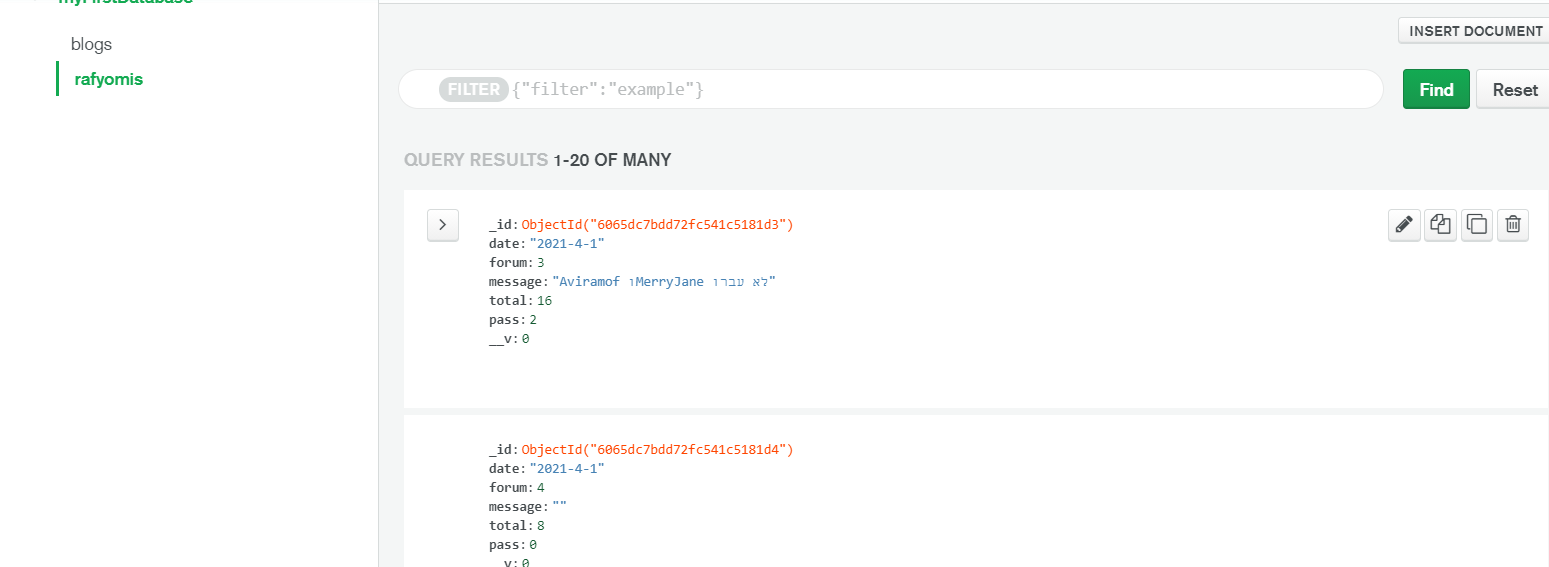 myFirstDatabase
blogs
rafyomis
INSERT DOCUMENT
FILTER {"filter":"example"}
Find
Reset
QUERY RESULTS 1-20 OF MANY
_id: ObjectId("6065dc7bdd72fc541c5181d3")
date: "2021-4-1"
forum: 3
message: "Aviramof וMerryJane לא עברו"
total: 16
pass: 2
__v: 0
_id: ObjectId("6065dc7bdd72fc541c5181d4")
date: "2021-4-1"
forum: 4
message: ""
total: 8
pass: 0
__v: 0